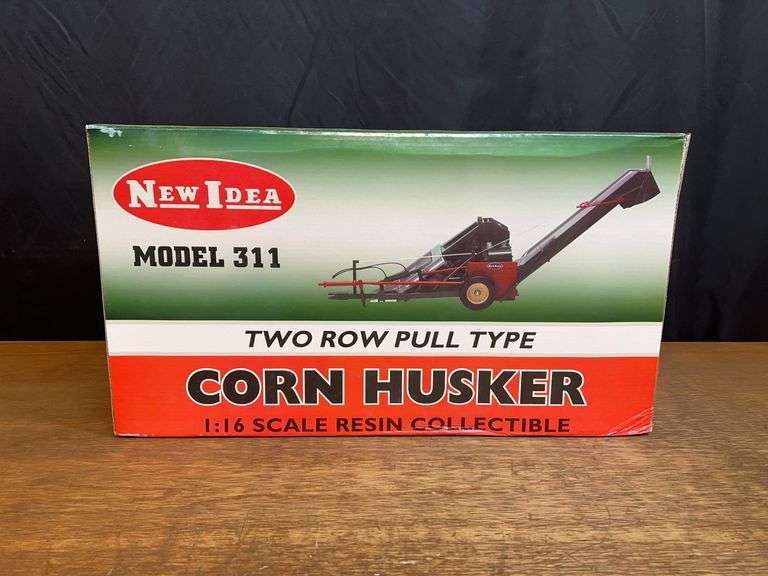 NEW IDEA
MODEL 311
TWO ROW PULL TYPE
CORN HUSKER
1:16 SCALE RESIN COLLECTIBLE